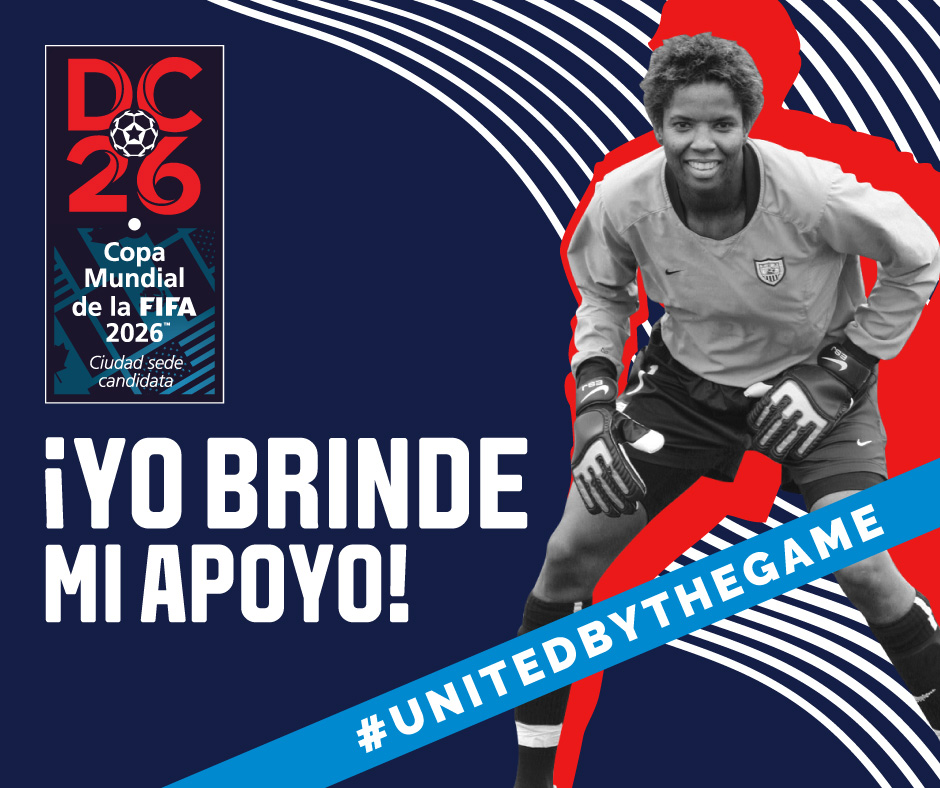 DC
26
Copa
Mundial
de la FIFA
2026™
Ciudad sede
candidata
¡YO BRINDE
MI APOYO!
#UNITEDBYTHEGAME